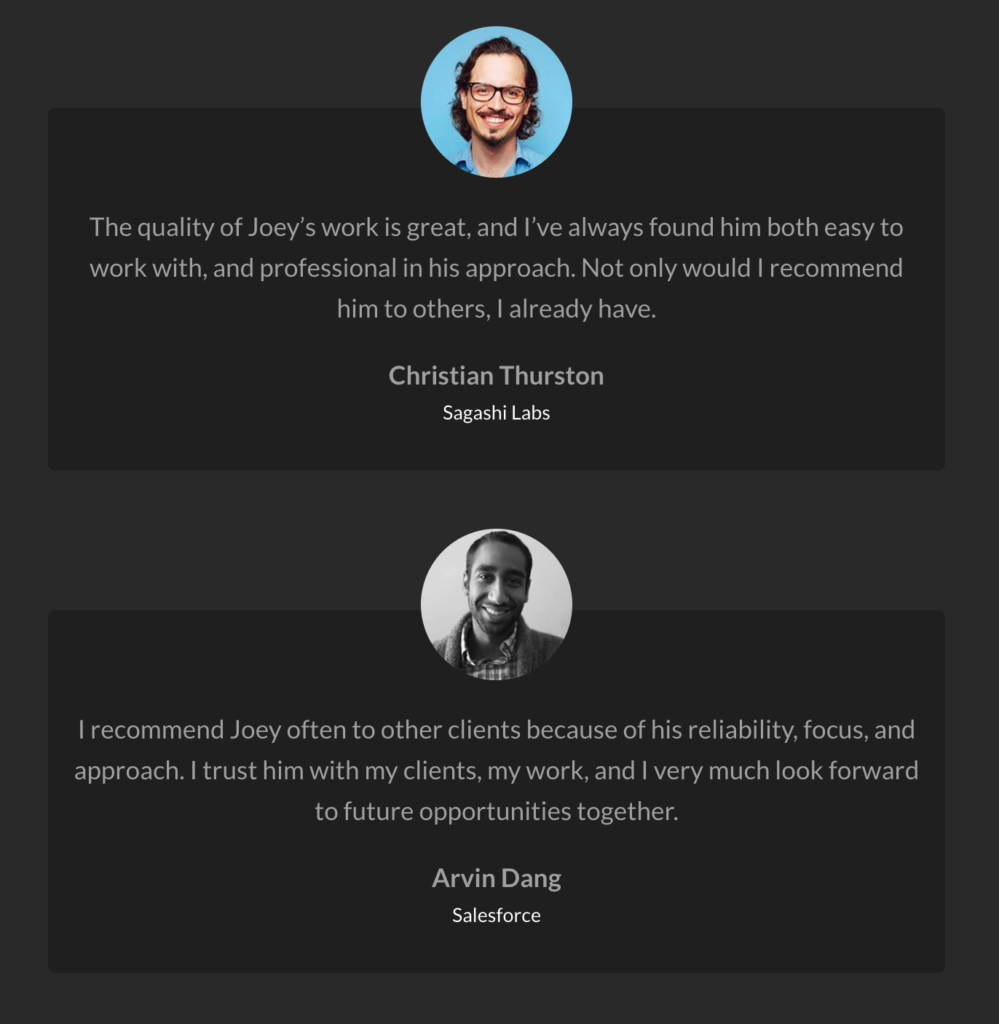 The quality of Joey’s work is great, and I’ve always found him both easy to
work with, and professional in his approach. Not only would I recommend
him to others, I already have.
Christian Thurston
Sagashi Labs
I recommend Joey often to other clients because of his reliability, focus, and
approach. I trust him with my clients, my work, and I very much look forward
to future opportunities together.
Arvin Dang
Salesforce